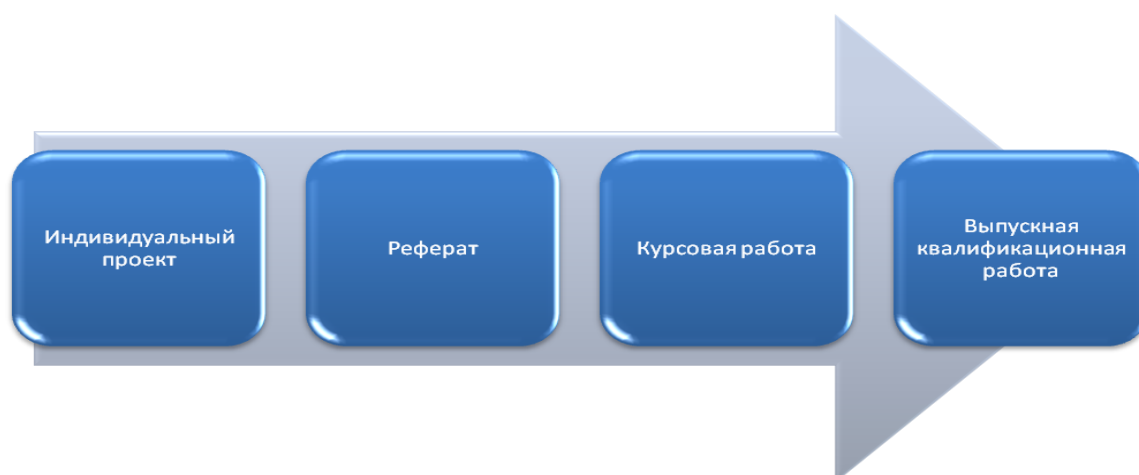 Индивидуальный
проект
Реферат
Курсовая работа
Выпускная
квалификационная
работа